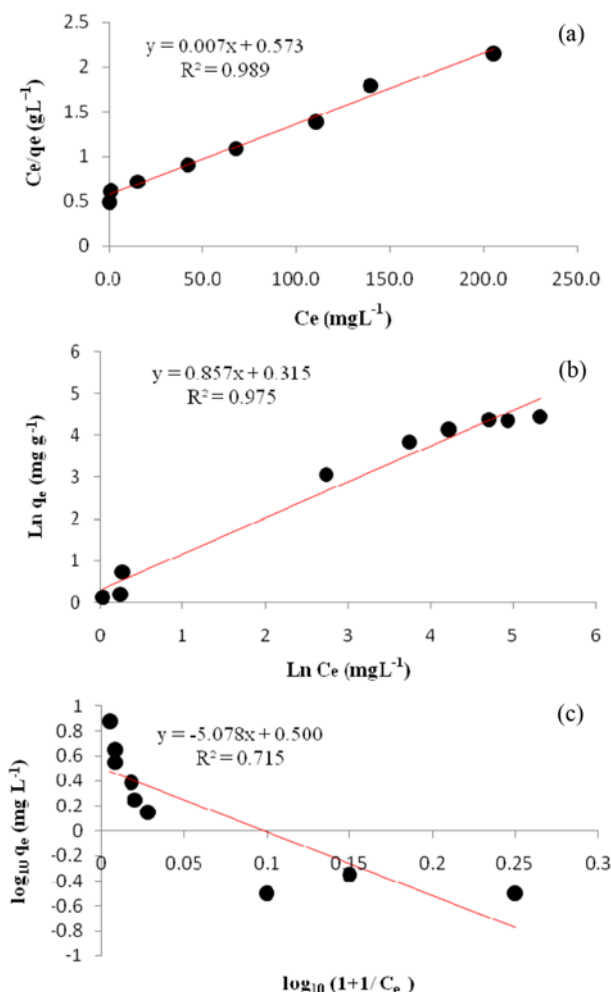 (a)
y = 0.007x + 0.573
R² = 0.989
Ce/qe (gL⁻¹)
2.5
2
1.5
1
0.5
0
0.0 50.0 100.0 150.0 200.0 250.0
Ce (mgL⁻¹)
(b)
y = 0.857x + 0.315
R² = 0.975
Ln qₑ (mg g⁻¹)
6
5
4
3
2
1
0
0 1 2 3 4 5 6
Ln Ce (mgL⁻¹)
(c)
y = -5.078x + 0.500
R² = 0.715
log₁₀ qₑ (mg L⁻¹)
1
0.8
0.6
0.4
0.2
0
-0.2
-0.4
-0.6
-0.8
-1
0 0.05 0.1 0.15 0.2 0.25 0.3
log₁₀ (1+1/Cₑ)